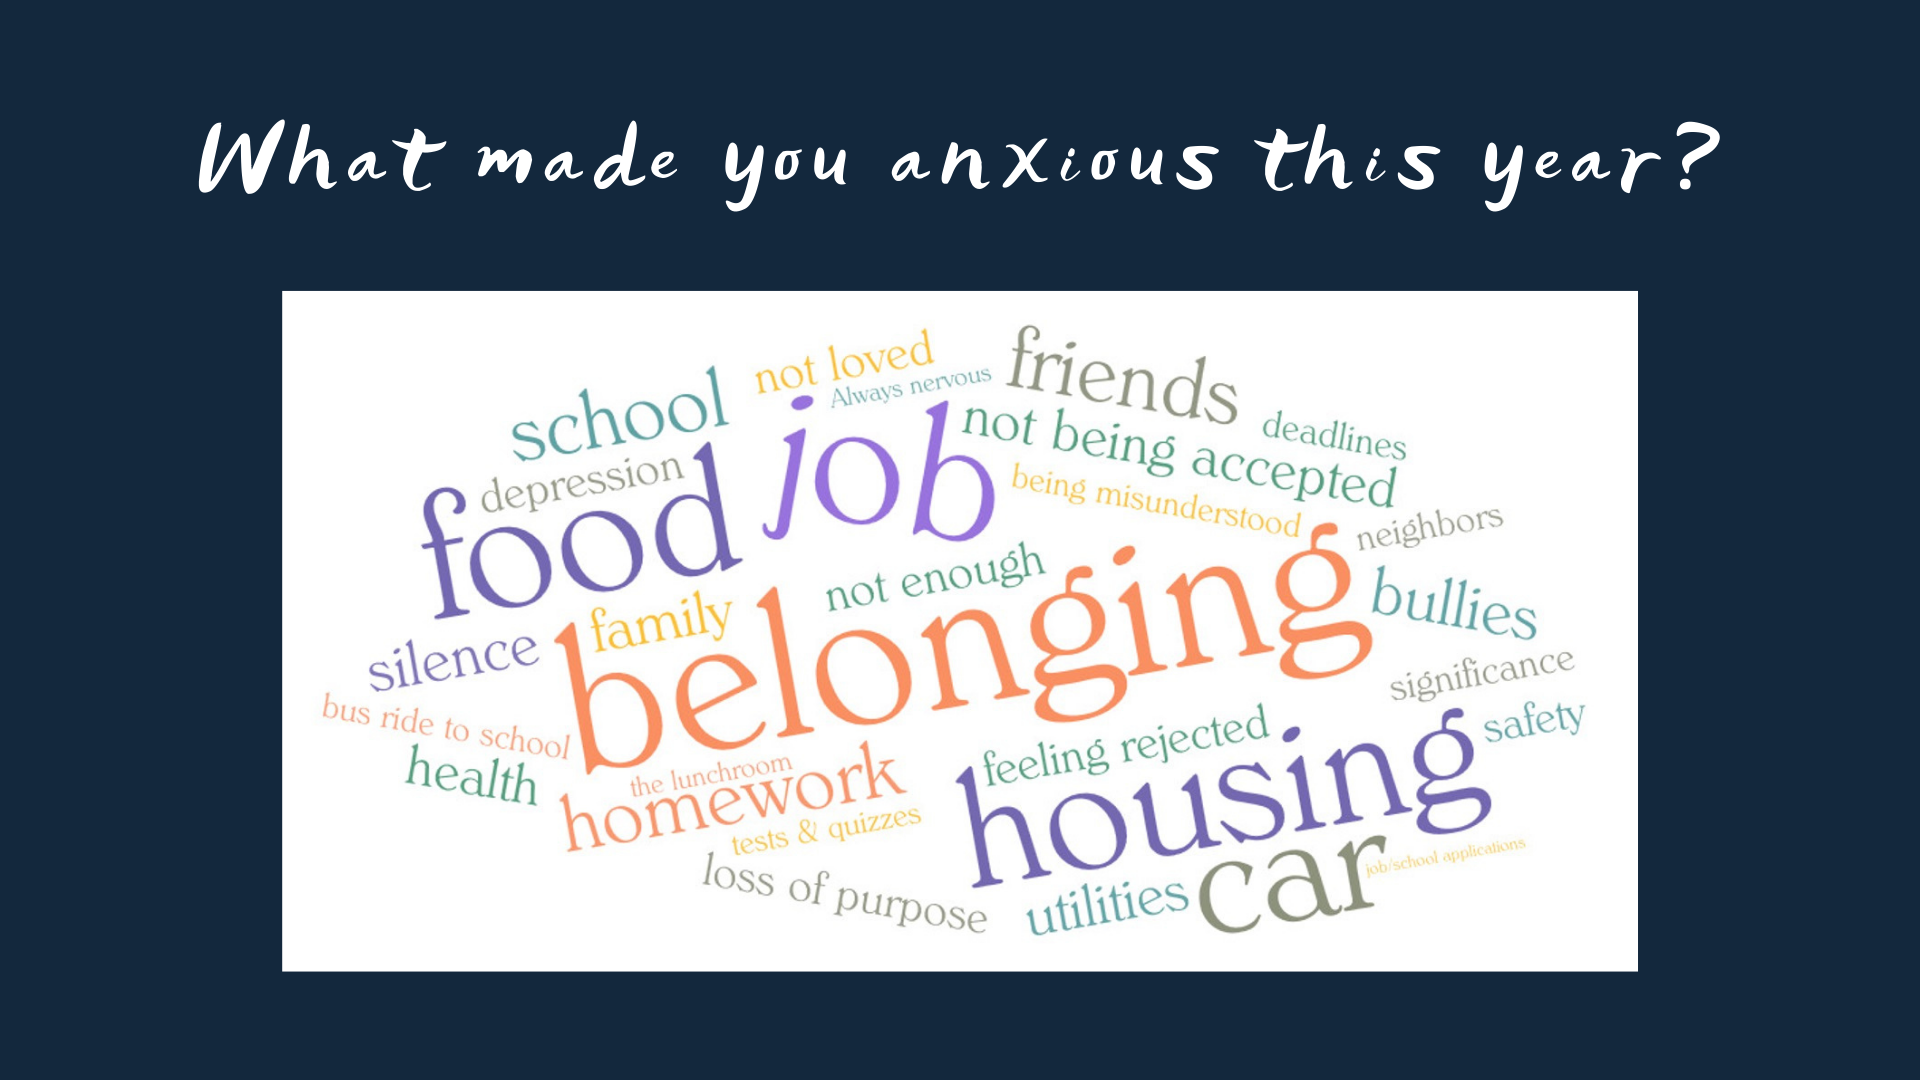 What made you anxious this year?
not loved
friends
Always nervous
school
deadlines
not being accepted
job
depression
being misunderstood
food
neighbors
not enough
belonging
bullies
family
silence
significance
bus ride to school
safety
feeling rejected
health
the lunchroom
homework
housing
tests & quizzes
job/school applications
car
loss of purpose
utilities